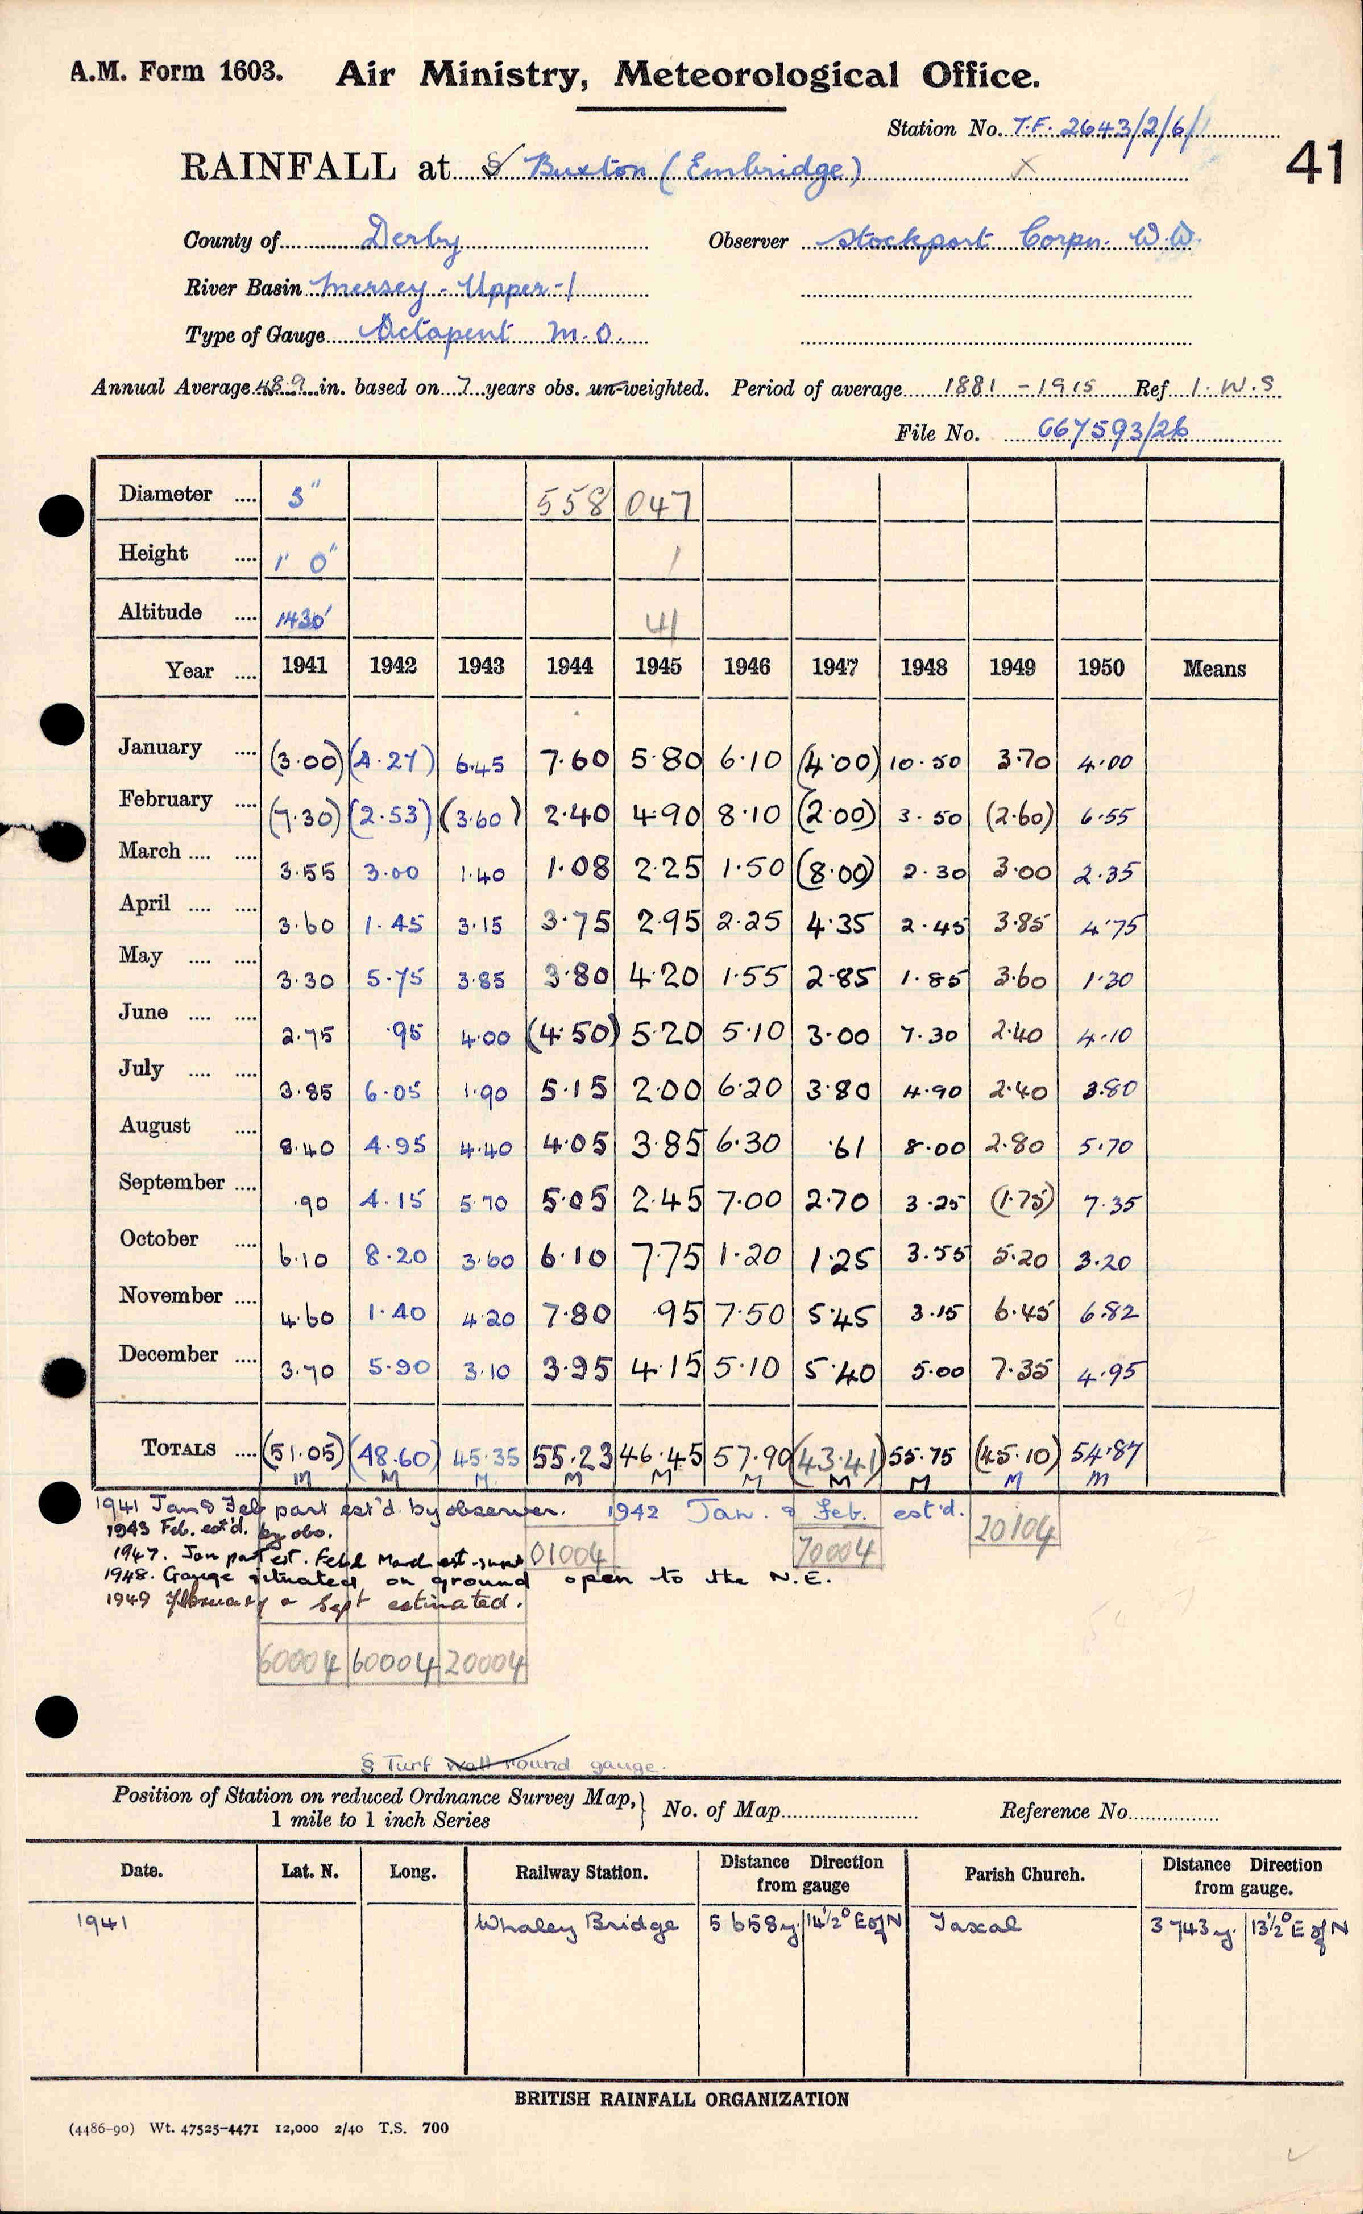 A.M. Form 1603. Air Ministry, Meteorological Office.
Station No. T.F. 2643/2/6/1
41
RAINFALL at § Buxton (Embridge) X
County of Derby Observer Stockport Corpn. W.W.
River Basin Mersey - Upper - 1
Type of Gauge Octapent M.O.
Annual Average 48.9 in. based on 7 years obs. un-weighted. Period of average 1881 - 1915 Ref I.W.S
File No. 667593/26
Diameter .... 5" 558 047
Height .... 1' 0" 1
Altitude .... 1430' 41
Year .... 1941 1942 1943 1944 1945 1946 1947 1948 1949 1950 Means
January .... (3.00) (4.27) 6.45 7.60 5.80 6.10 (4.00) 10.50 3.70 4.00
February .... (7.30) (2.53) (3.60) 2.40 4.90 8.10 (2.00) 3.50 (2.60) 6.55
March .... .... 3.55 3.00 1.40 1.08 2.25 1.50 (8.00) 2.30 3.00 2.35
April .... .... 3.60 1.45 3.15 3.75 2.95 2.25 4.35 2.45 3.85 4.75
May .... .... 3.30 5.75 3.85 3.80 4.20 1.55 2.85 1.85 3.60 1.30
June .... .... 2.75 .95 4.00 (4.50) 5.20 5.10 3.00 7.30 2.40 4.10
July .... .... 3.85 6.05 1.90 5.15 2.00 6.20 3.80 4.90 2.40 3.80
August .... 8.40 4.95 4.40 4.05 3.85 6.30 .61 8.00 2.80 5.70
September .... .90 4.15 5.70 5.05 2.45 7.00 2.70 3.25 (1.75) 7.35
October .... 6.10 8.20 3.60 6.10 7.75 1.20 1.25 3.55 5.20 3.20
November .... 4.60 1.40 4.20 7.80 .95 7.50 5.45 3.15 6.45 6.82
December .... 3.70 5.90 3.10 3.95 4.15 5.10 5.40 5.00 7.35 4.95
TOTALS .... (51.05) (48.60) 45.35 55.23 46.45 57.90 (43.41) 55.75 (45.10) 54.87
M M M M M M M M M M
1941 Jan & Feb part est'd by observer. 1942 Jan. & Feb. est'd. 20104
1943 Feb. est'd. by obs.
1947. Jan part est. Feb & March est. 01004 70004
1948. Gauge situated on ground open to the N.E.
1949 February & Sept estimated.
60004 60004 20004
§ Turf wall round gauge.
Position of Station on reduced Ordnance Survey Map, } No. of Map Reference No.
1 mile to 1 inch Series
Date. Lat. N. Long. Railway Station. Distance Direction from gauge Parish Church. Distance Direction from gauge.
1941 Whaley Bridge 5658y 14½° E of N Taxal 3743y. 13½° E of N
BRITISH RAINFALL ORGANIZATION
(4486-90) Wt. 47525-4471 12,000 2/40 T.S. 700